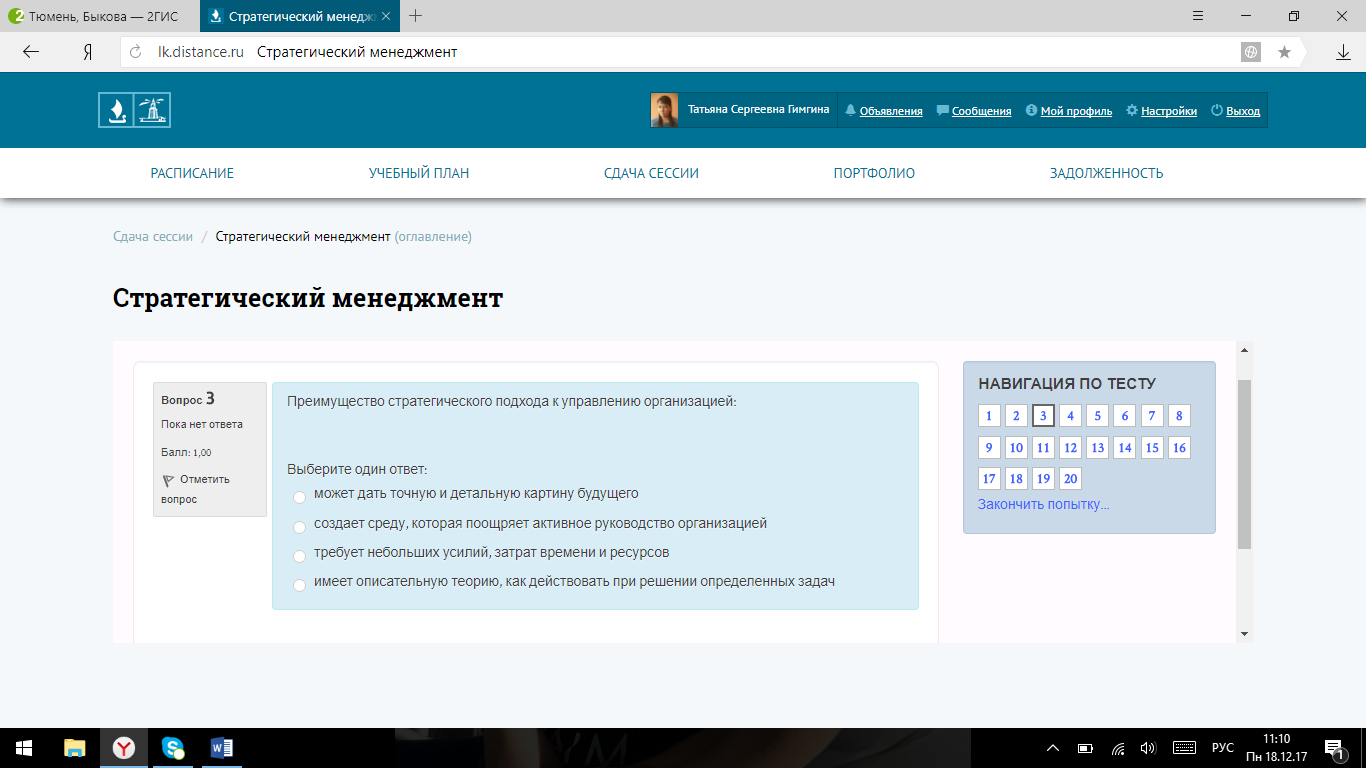 Тюмень, Быкова — 2ГИС
Стратегический менедж
lk.distance.ru Стратегический менеджмент
Татьяна Сергеевна Гимгина
Объявления
Сообщения
Мой профиль
Настройки
Выход
РАСПИСАНИЕ
УЧЕБНЫЙ ПЛАН
СДАЧА СЕССИИ
ПОРТФОЛИО
ЗАДОЛЖЕННОСТЬ
Сдача сессии / Стратегический менеджмент (оглавление)
Стратегический менеджмент
Вопрос 3
Пока нет ответа
Балл: 1,00
Отметить
вопрос
Преимущество стратегического подхода к управлению организацией:
Выберите один ответ:
может дать точную и детальную картину будущего
создает среду, которая поощряет активное руководство организацией
требует небольших усилий, затрат времени и ресурсов
имеет описательную теорию, как действовать при решении определенных задач
НАВИГАЦИЯ ПО ТЕСТУ
1 2 3 4 5 6 7 8
9 10 11 12 13 14 15 16
17 18 19 20
Закончить попытку...
РУС
11:10
Пн 18.12.17
1